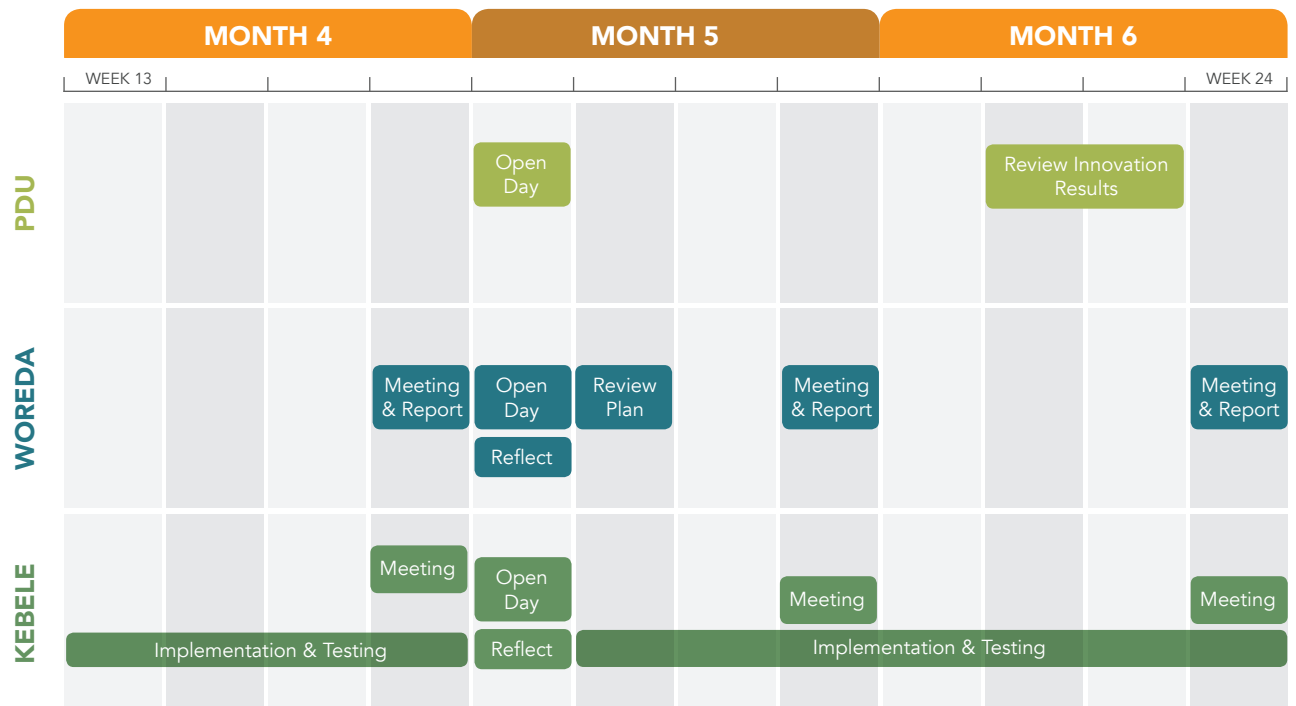 MONTH 4
MONTH 5
MONTH 6
WEEK 13
WEEK 24
PDU
Open
Day
Review Innovation
Results
WOREDA
Meeting
& Report
Open
Day
Reflect
Review
Plan
Meeting
& Report
Meeting
& Report
KEBELE
Meeting
Open
Day
Meeting
Meeting
Implementation & Testing
Reflect
Implementation & Testing